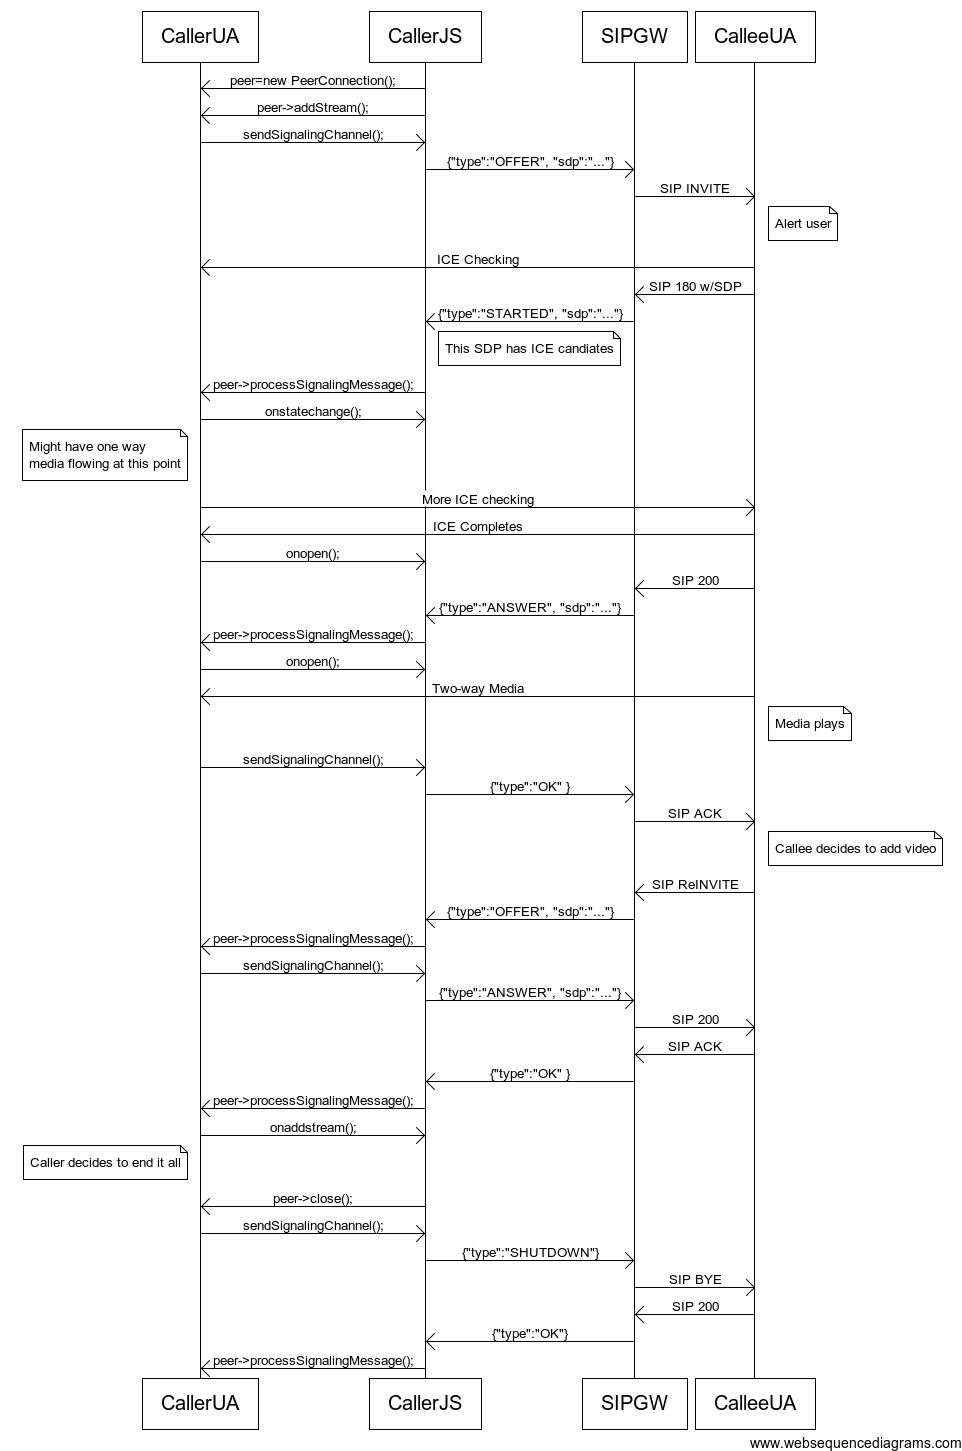 CallerUA
CallerJS
SIPGW
CalleeUA
peer=new PeerConnection();
peer->addStream();
sendSignalingChannel();
{"type":"OFFER", "sdp":"..."}
SIP INVITE
Alert user
ICE Checking
SIP 180 w/SDP
{"type":"STARTED", "sdp":"..."}
This SDP has ICE candiates
peer->processSignalingMessage();
onstatechange();
Might have one way
media flowing at this point
More ICE checking
ICE Completes
onopen();
SIP 200
{"type":"ANSWER", "sdp":"..."}
peer->processSignalingMessage();
onopen();
Two-way Media
Media plays
sendSignalingChannel();
{"type":"OK" }
SIP ACK
Callee decides to add video
SIP ReINVITE
{"type":"OFFER", "sdp":"..."}
peer->processSignalingMessage();
sendSignalingChannel();
{"type":"ANSWER", "sdp":"..."}
SIP 200
SIP ACK
{"type":"OK" }
peer->processSignalingMessage();
onaddstream();
Caller decides to end it all
peer->close();
sendSignalingChannel();
{"type":"SHUTDOWN"}
SIP BYE
SIP 200
{"type":"OK"}
peer->processSignalingMessage();
CallerUA
CallerJS
SIPGW
CalleeUA
www.websequencediagrams.com